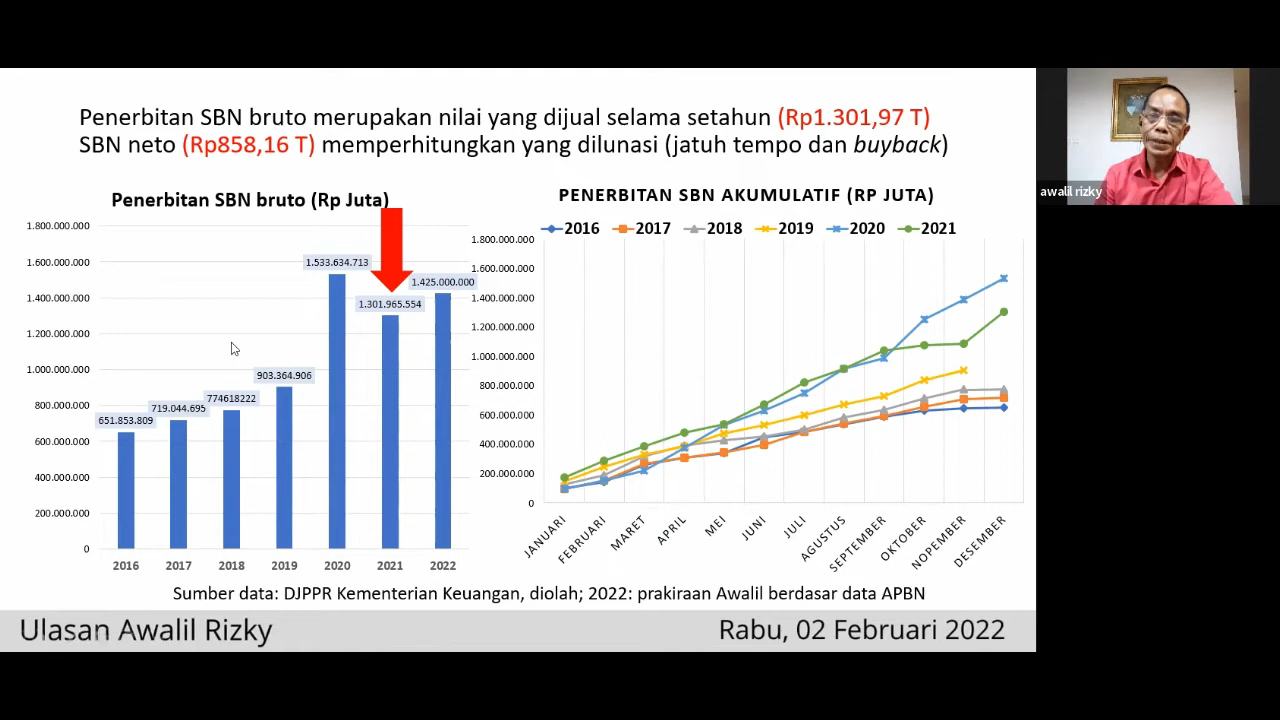 Penerbitan SBN bruto merupakan nilai yang dijual selama setahun (Rp1.301,97 T)
SBN neto (Rp858,16 T) memperhitungkan yang dilunasi (jatuh tempo dan buyback)
awalil rizky
Penerbitan SBN bruto (Rp Juta)
1.800.000.000
1.600.000.000
1.400.000.000
1.200.000.000
1.000.000.000
800.000.000
600.000.000
400.000.000
200.000.000
0
651.853.809
719.044.695
774618222
903.364.906
1.533.634.713
1.301.965.554
1.425.000.000
2016 2017 2018 2019 2020 2021 2022
PENERBITAN SBN AKUMULATIF (RP JUTA)
2016 2017 2018 2019 2020 2021
1.800.000.000
1.600.000.000
1.400.000.000
1.200.000.000
1.000.000.000
800.000.000
600.000.000
400.000.000
200.000.000
0
JANUARI
FEBRUARI
MARET
APRIL
MEI
JUNI
JULI
AGUSTUS
SEPTEMBER
OKTOBER
NOPEMBER
DESEMBER
Sumber data: DJPPR Kementerian Keuangan, diolah; 2022: prakiraan Awalil berdasar data APBN
Ulasan Awalil Rizky
Rabu, 02 Februari 2022